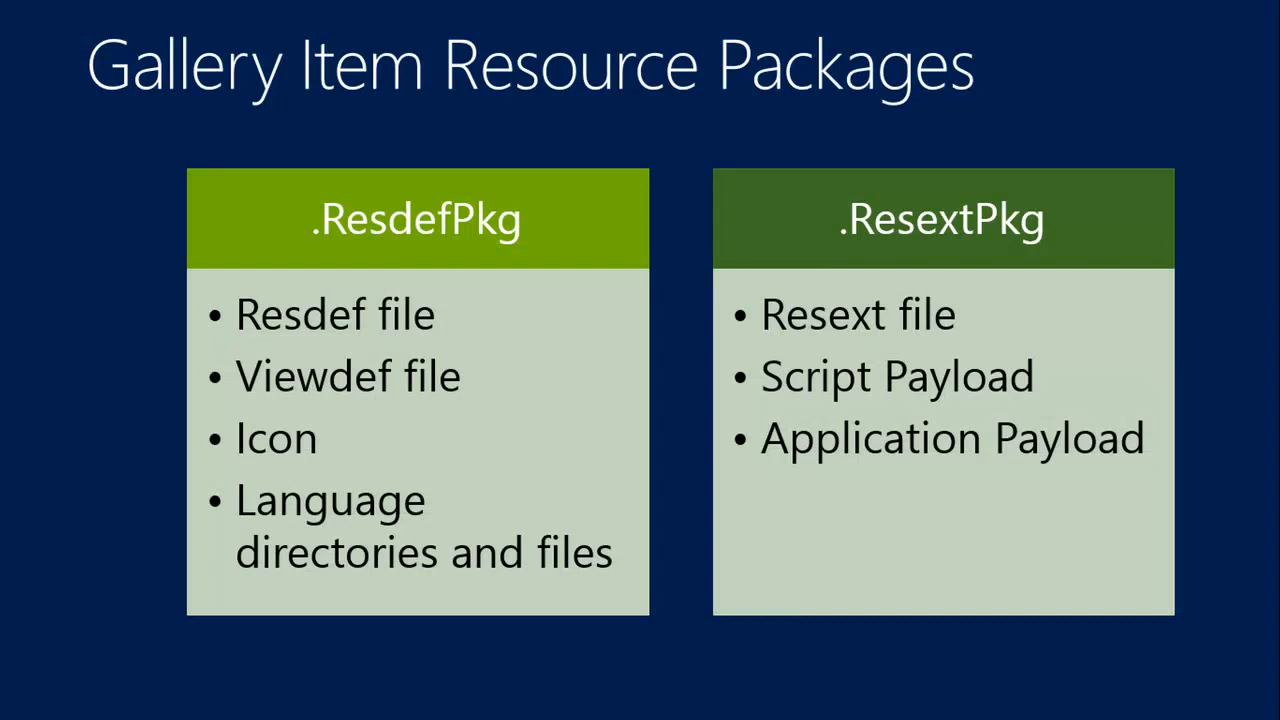 Gallery Item Resource Packages
.ResdefPkg
• Resdef file
• Viewdef file
• Icon
• Language
directories and files
.ResextPkg
• Resext file
• Script Payload
• Application Payload